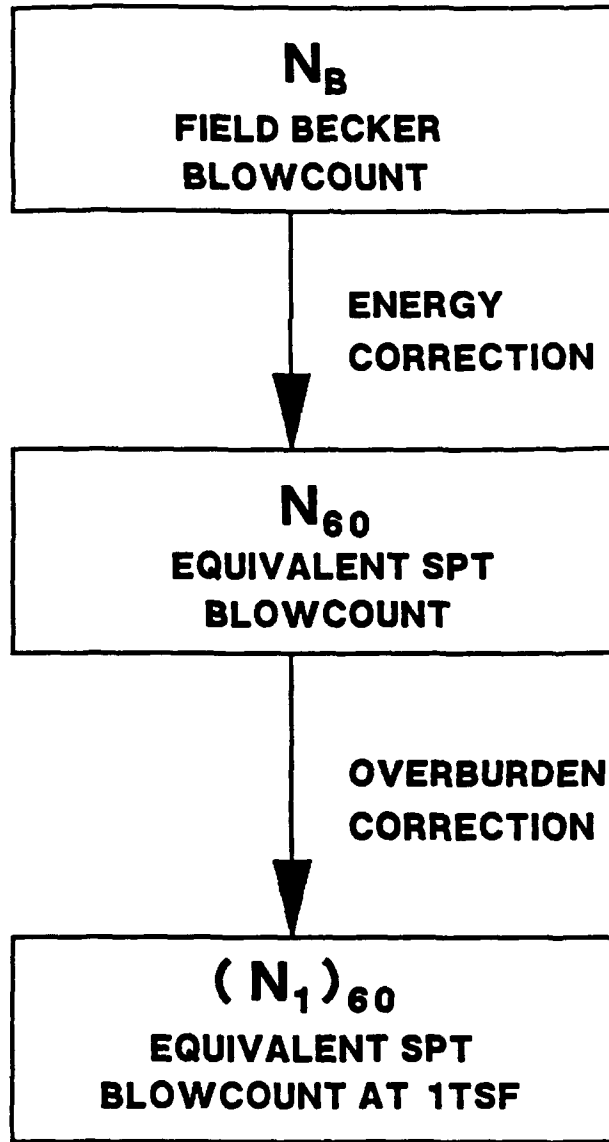 N_B
FIELD BECKER
BLOWCOUNT
ENERGY
CORRECTION
N_60
EQUIVALENT SPT
BLOWCOUNT
OVERBURDEN
CORRECTION
(N_1)_60
EQUIVALENT SPT
BLOWCOUNT AT 1TSF